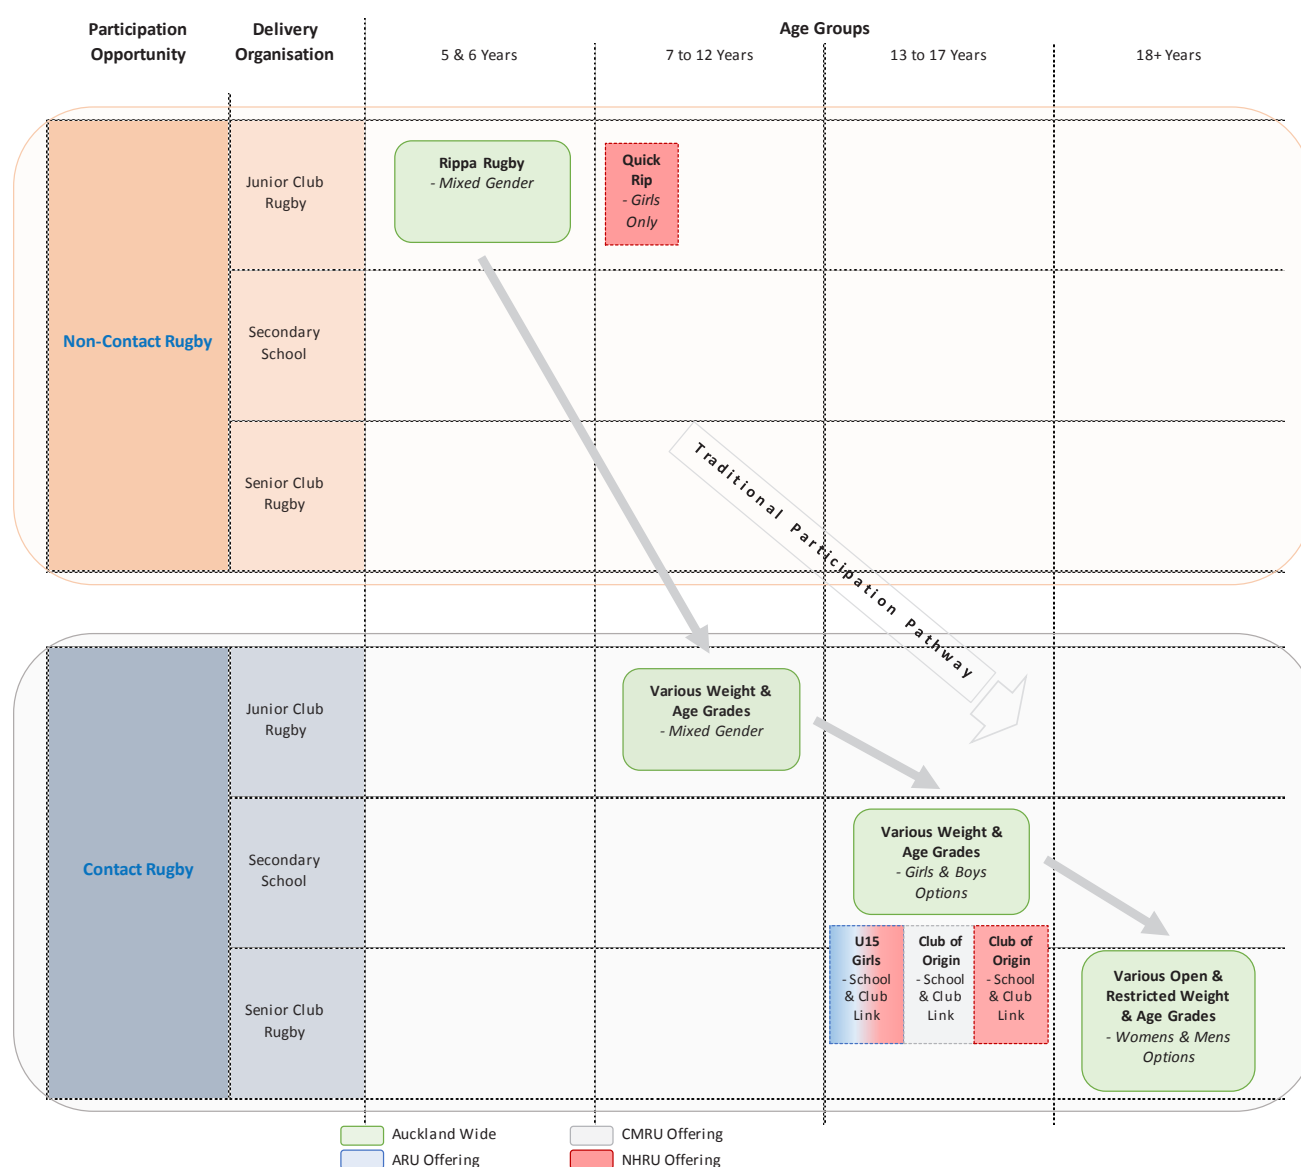 Participation
Opportunity
Delivery
Organisation
Age Groups
5 & 6 Years
7 to 12 Years
13 to 17 Years
18+ Years
Non-Contact Rugby
Junior Club
Rugby
Rippa Rugby
- Mixed Gender
Quick
Rip
- Girls
Only
Secondary
School
Senior Club
Rugby
Traditional Participation Pathway
Contact Rugby
Junior Club
Rugby
Various Weight &
Age Grades
- Mixed Gender
Secondary
School
Various Weight &
Age Grades
- Girls & Boys
Options
Senior Club
Rugby
U15
Girls
- School
& Club
Link
Club of
Origin
- School
& Club
Link
Club of
Origin
- School
& Club
Link
Various Open &
Restricted Weight
& Age Grades
- Womens & Mens
Options
Auckland Wide
CMRU Offering
ARU Offering
NHRU Offering